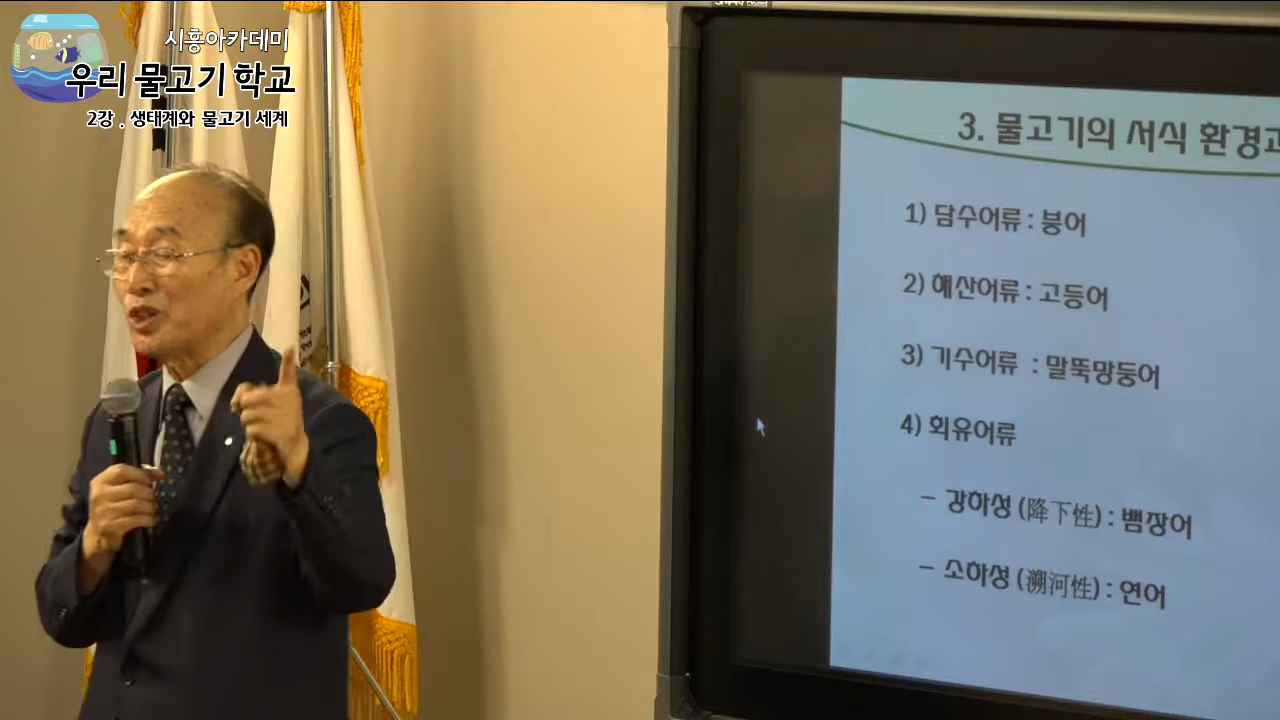 시흥아카데미
우리 물고기 학교
2강 . 생태계와 물고기 세계
3. 물고기의 서식 환경과
1) 담수어류 : 붕어
2) 해산어류 : 고등어
3) 기수어류 : 말뚝망둥어
4) 회유어류
- 강하성 (降下性) : 뱀장어
- 소하성 (溯河性) : 연어